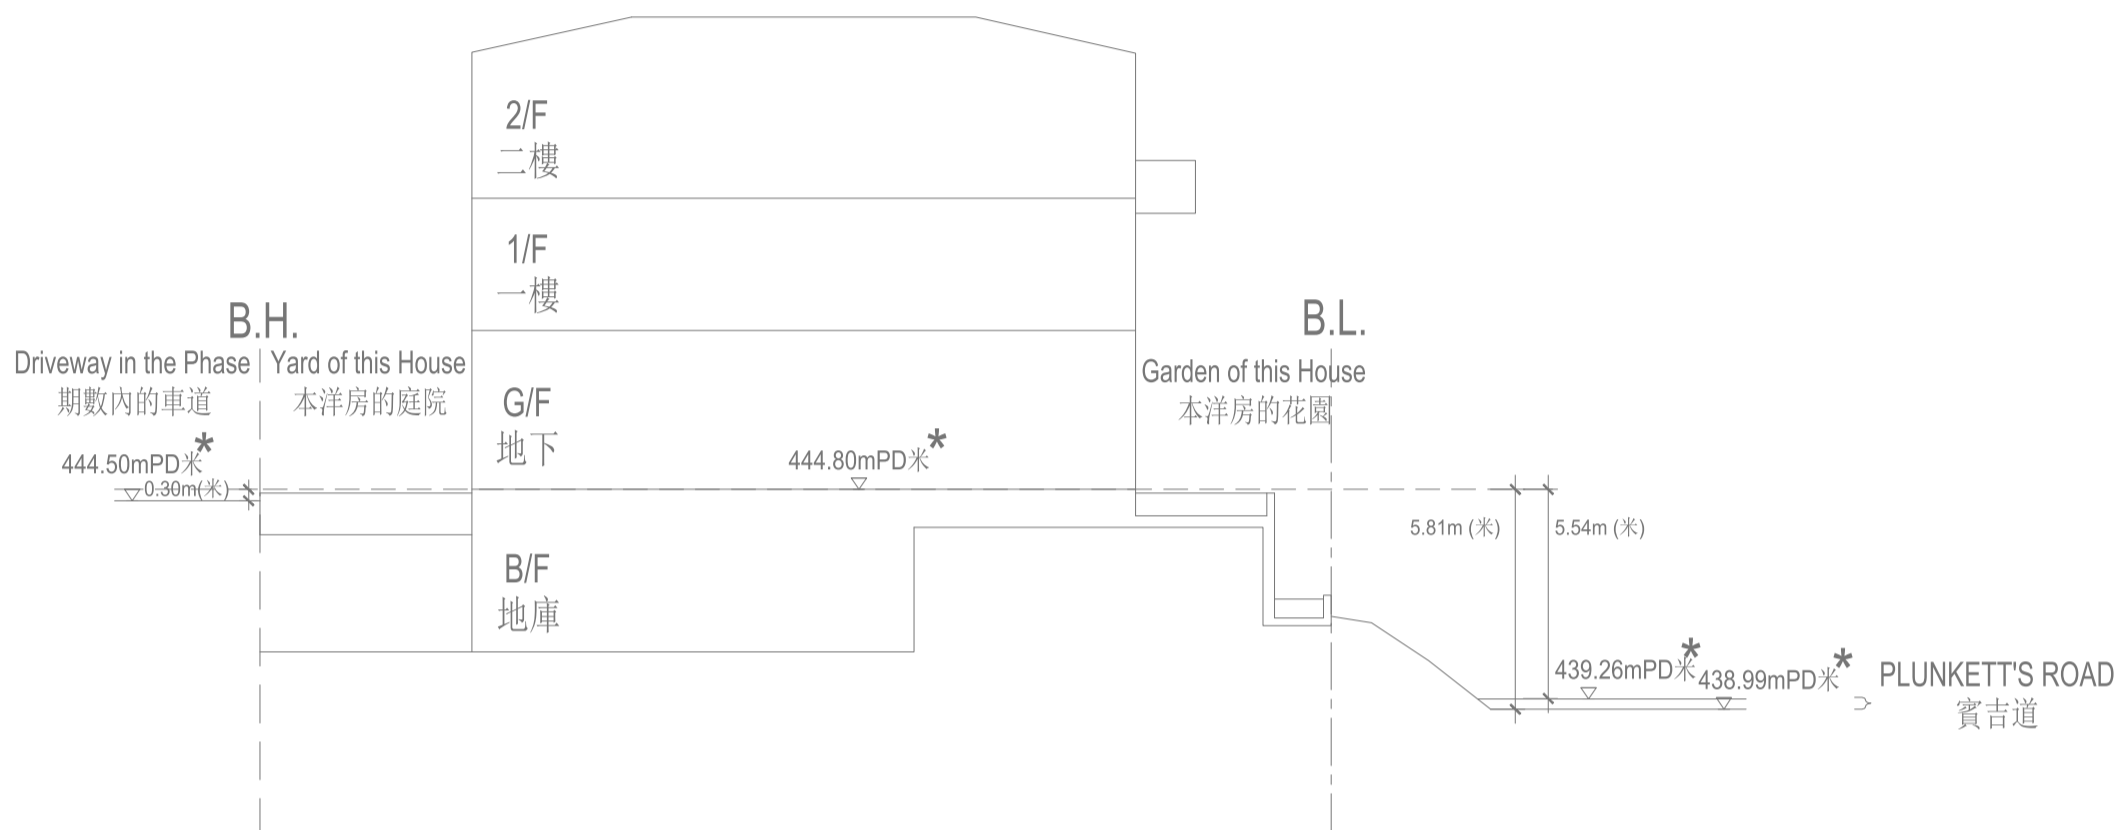 2/F
二樓
1/F
一樓
B.H.
B.L.
Driveway in the Phase
期數內的車道
Yard of this House
本洋房的庭院
G/F
地下
Garden of this House
本洋房的花園
444.50mPD米*
0.30m(米)
444.80mPD米*
5.81m (米)
5.54m (米)
B/F
地庫
439.26mPD米*
438.99mPD米*
PLUNKETT'S ROAD
賓吉道